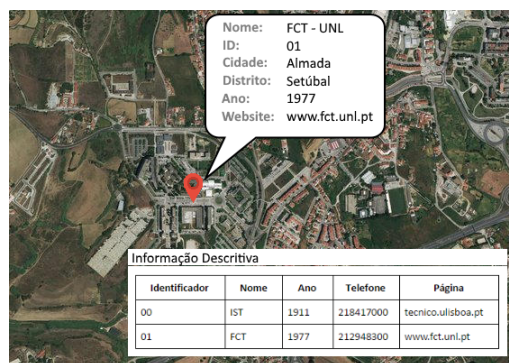 Nome: FCT - UNL
ID: 01
Cidade: Almada
Distrito: Setúbal
Ano: 1977
Website: www.fct.unl.pt
Informação Descritiva
Identificador Nome Ano Telefone Página
00 IST 1911 218417000 tecnico.ulisboa.pt
01 FCT 1977 212948300 www.fct.unl.pt